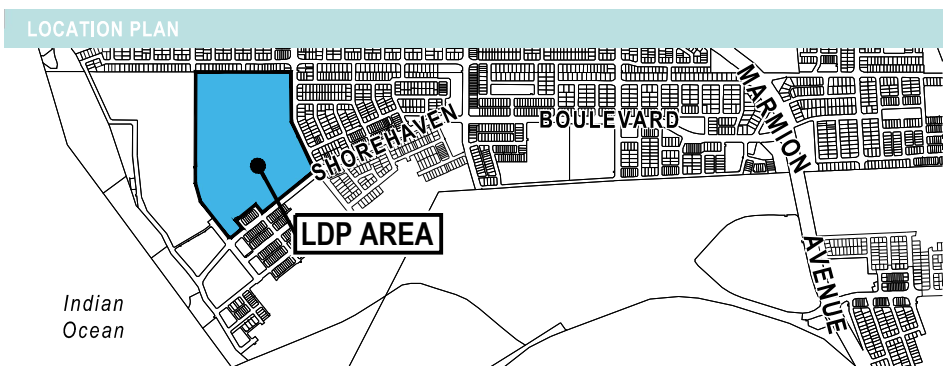 LOCATION PLAN
SHOREHAVEN BOULEVARD
MARMION AVENUE
LDP AREA
Indian
Ocean